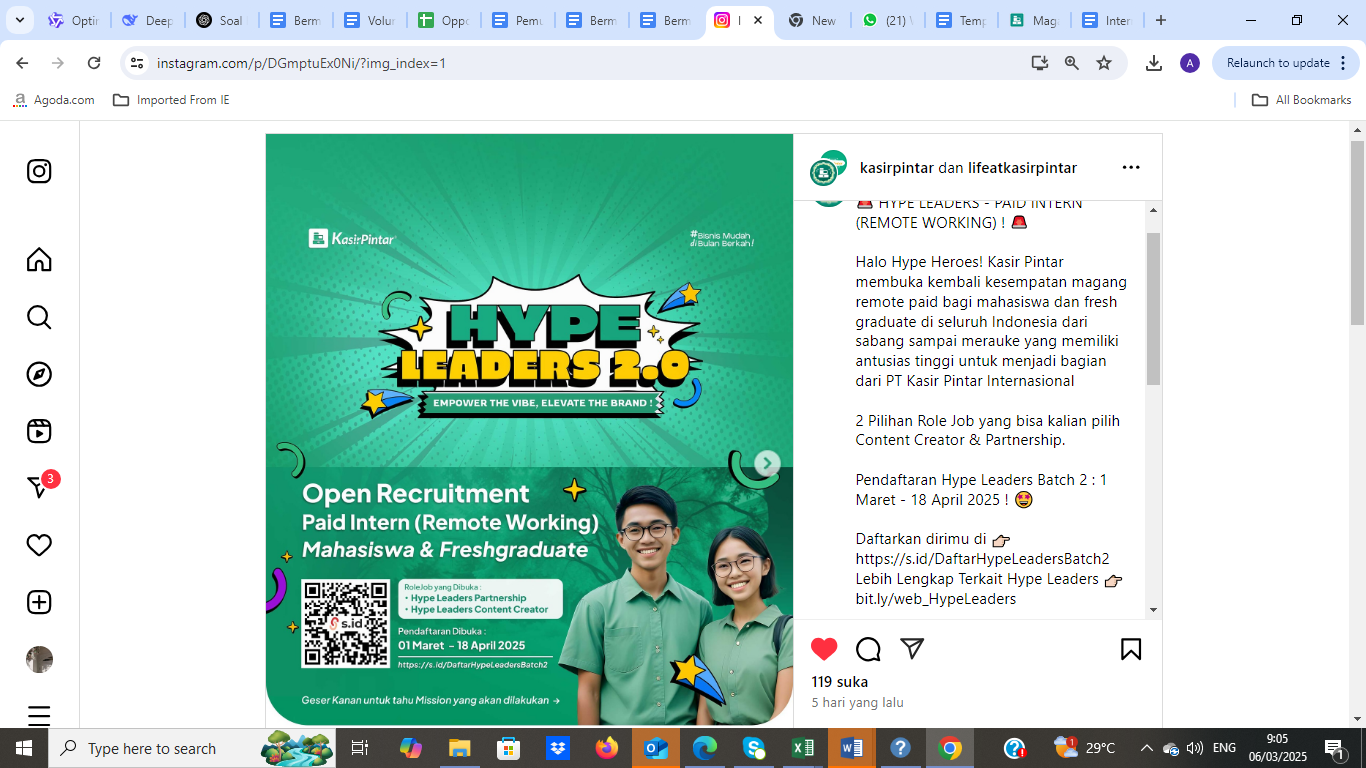 Optir
Deep
Soal
Berm
Volur
Oppo
Pemu
Berm
Berm
I
New
(21)
Temp
Mag
Inter
instagram.com/p/DGmptuEx0Ni/?img_index=1
A
Relaunch to update
Agoda.com
Imported From IE
All Bookmarks
3
KasirPintar
#Bisnis Mudah
di Bulan Berkah!
HYPE
LEADERS 2.0
EMPOWER THE VIBE, ELEVATE THE BRAND !
Open Recruitment
Paid Intern (Remote Working)
Mahasiswa & Freshgraduate
s.id
RoleJob yang Dibuka :
• Hype Leaders Partnership
• Hype Leaders Content Creator
Pendaftaran Dibuka :
01 Maret - 18 April 2025
https://s.id/DaftarHypeLeadersBatch2
Geser Kanan untuk tahu Mission yang akan dilakukan →
kasirpintar dan lifeatkasirpintar
🚨 HYPE LEADERS - PAID INTERN
(REMOTE WORKING) ! 🚨
Halo Hype Heroes! Kasir Pintar
membuka kembali kesempatan magang
remote paid bagi mahasiswa dan fresh
graduate di seluruh Indonesia dari
sabang sampai merauke yang memiliki
antusias tinggi untuk menjadi bagian
dari PT Kasir Pintar Internasional
2 Pilihan Role Job yang bisa kalian pilih
Content Creator & Partnership.
Pendaftaran Hype Leaders Batch 2 : 1
Maret - 18 April 2025 ! 🤩
Daftarkan dirimu di 👉
https://s.id/DaftarHypeLeadersBatch2
Lebih Lengkap Terkait Hype Leaders 👉
bit.ly/web_HypeLeaders
119 suka
5 hari yang lalu
Type here to search
1
29°C
ENG
9:05
06/03/2025
1